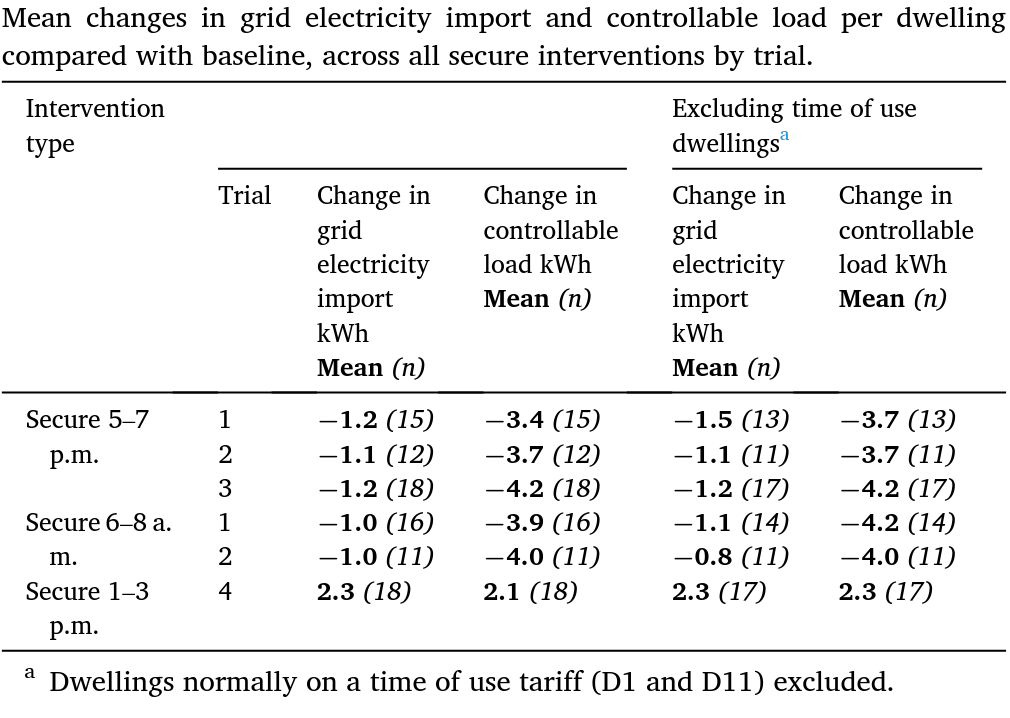 Mean changes in grid electricity import and controllable load per dwelling
compared with baseline, across all secure interventions by trial.
Intervention type
Excluding time of use dwellingsa
Trial
Change in grid electricity import kWh Mean (n)
Change in controllable load kWh Mean (n)
Change in grid electricity import kWh Mean (n)
Change in controllable load kWh Mean (n)
Secure 5–7 1 −1.2 (15) −3.4 (15) −1.5 (13) −3.7 (13)
p.m. 2 −1.1 (12) −3.7 (12) −1.1 (11) −3.7 (11)
3 −1.2 (18) −4.2 (18) −1.2 (17) −4.2 (17)
Secure 6–8 a. 1 −1.0 (16) −3.9 (16) −1.1 (14) −4.2 (14)
m. 2 −1.0 (11) −4.0 (11) −0.8 (11) −4.0 (11)
Secure 1–3 4 2.3 (18) 2.1 (18) 2.3 (17) 2.3 (17)
p.m.
a Dwellings normally on a time of use tariff (D1 and D11) excluded.